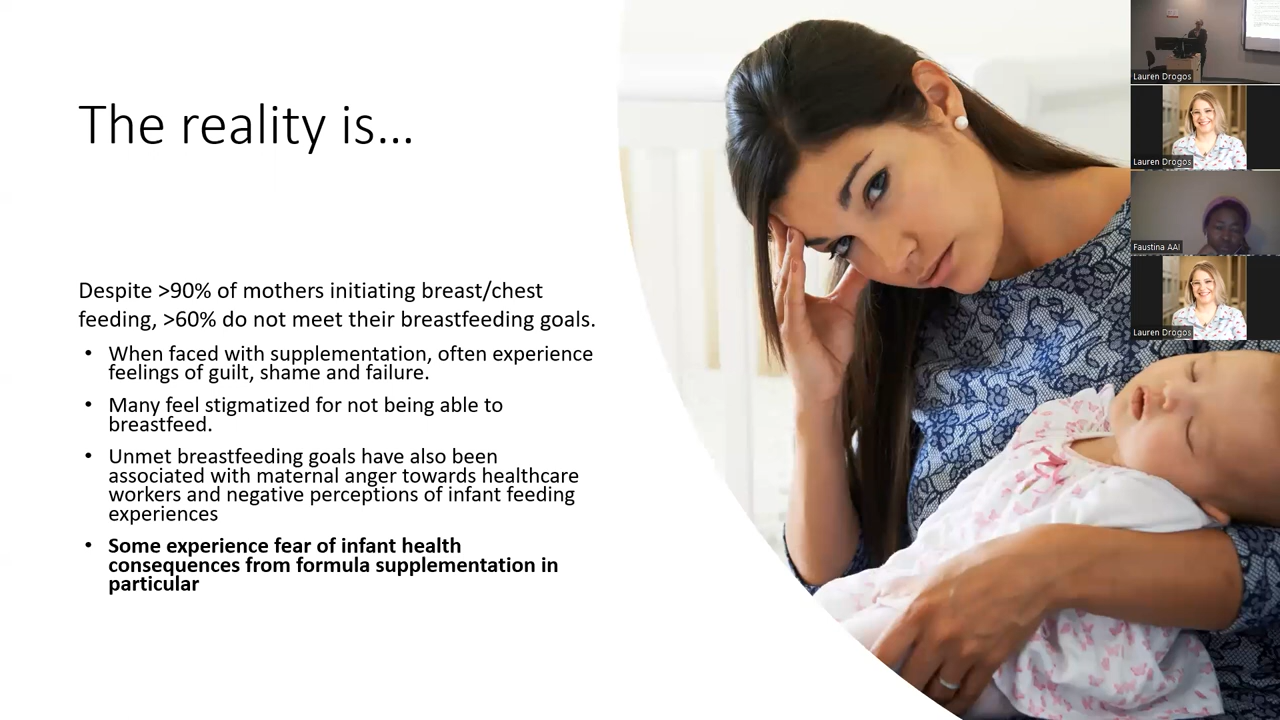 The reality is...
Despite >90% of mothers initiating breast/chest
feeding, >60% do not meet their breastfeeding goals.
• When faced with supplementation, often experience
feelings of guilt, shame and failure.
• Many feel stigmatized for not being able to
breastfeed.
• Unmet breastfeeding goals have also been
associated with maternal anger towards healthcare
workers and negative perceptions of infant feeding
experiences
• Some experience fear of infant health
consequences from formula supplementation in
particular
Lauren Drogos
Lauren Drogos
Faustina AAI
Lauren Drogos